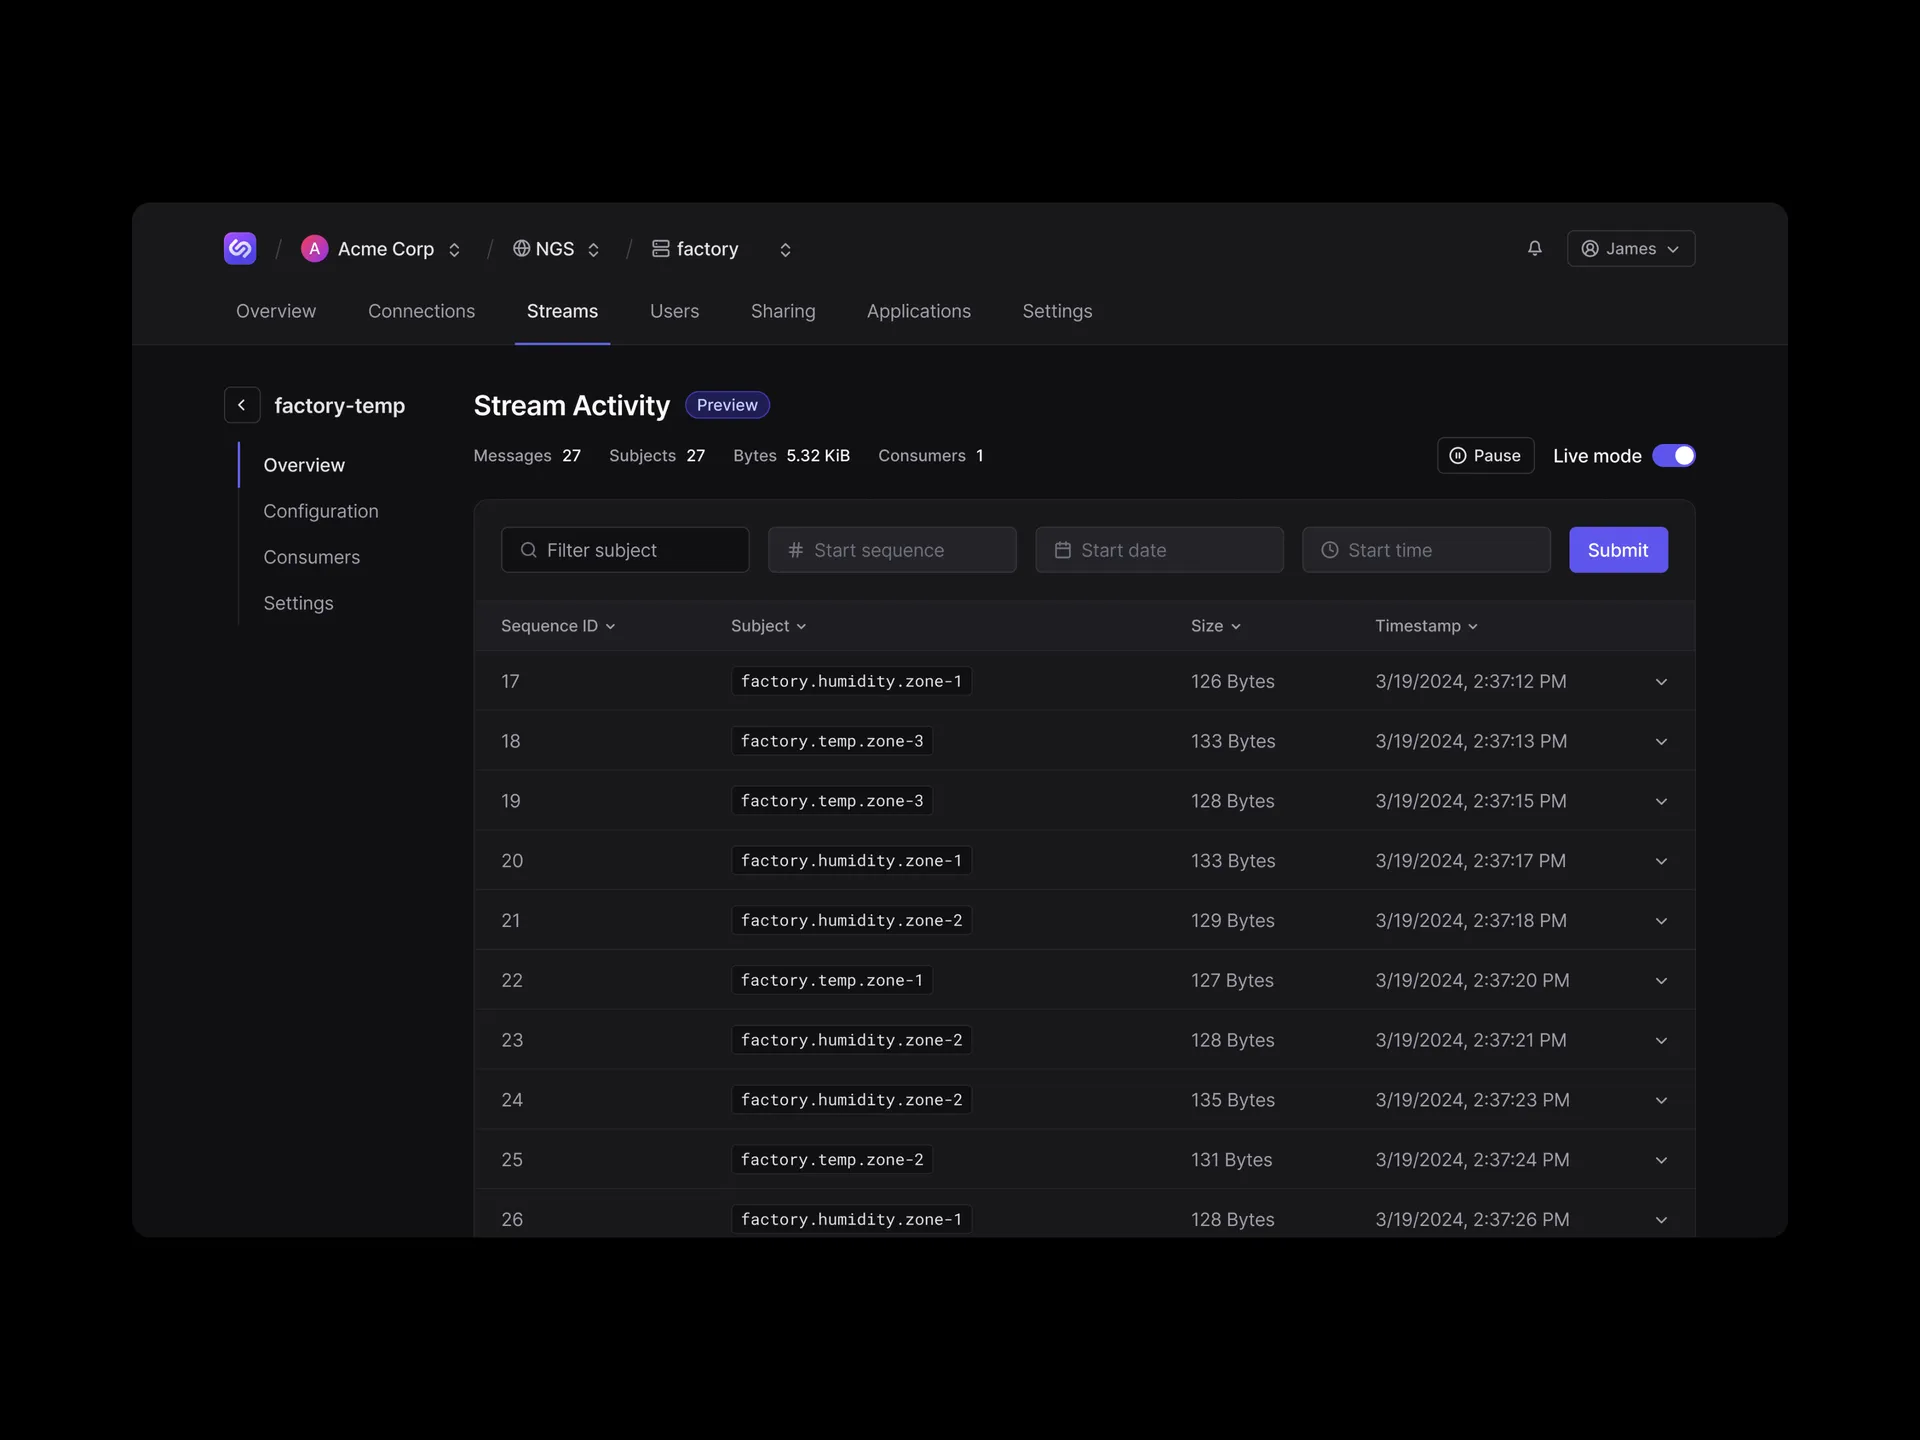 / A Acme Corp / NGS / factory James
Overview Connections Streams Users Sharing Applications Settings
factory-temp
Overview
Configuration
Consumers
Settings
Stream Activity Preview
Messages 27 Subjects 27 Bytes 5.32 KiB Consumers 1 Pause Live mode
Filter subject # Start sequence Start date Start time Submit
Sequence ID Subject Size Timestamp
17 factory.humidity.zone-1 126 Bytes 3/19/2024, 2:37:12 PM
18 factory.temp.zone-3 133 Bytes 3/19/2024, 2:37:13 PM
19 factory.temp.zone-3 128 Bytes 3/19/2024, 2:37:15 PM
20 factory.humidity.zone-1 133 Bytes 3/19/2024, 2:37:17 PM
21 factory.humidity.zone-2 129 Bytes 3/19/2024, 2:37:18 PM
22 factory.temp.zone-1 127 Bytes 3/19/2024, 2:37:20 PM
23 factory.humidity.zone-2 128 Bytes 3/19/2024, 2:37:21 PM
24 factory.humidity.zone-2 135 Bytes 3/19/2024, 2:37:23 PM
25 factory.temp.zone-2 131 Bytes 3/19/2024, 2:37:24 PM
26 factory.humidity.zone-1 128 Bytes 3/19/2024, 2:37:26 PM